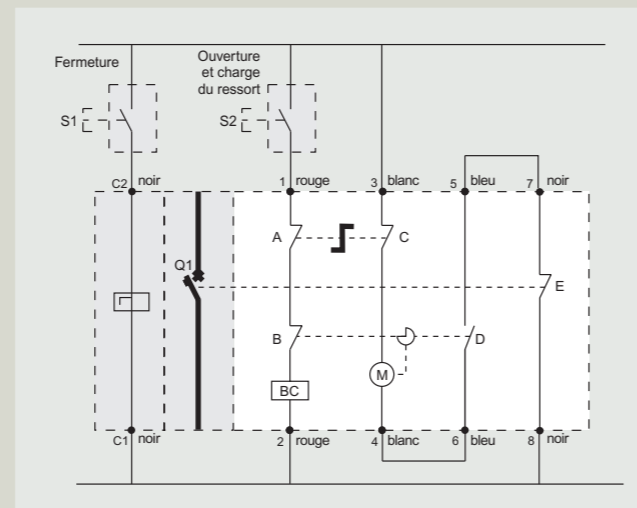 Fermeture
Ouverture
et charge
du ressort
S1
S2
C2 noir
1 rouge
3 blanc
5 bleu
7 noir
A
C
Q1
E
B
D
M
BC
C1 noir
2 rouge
4 blanc
6 bleu
8 noir